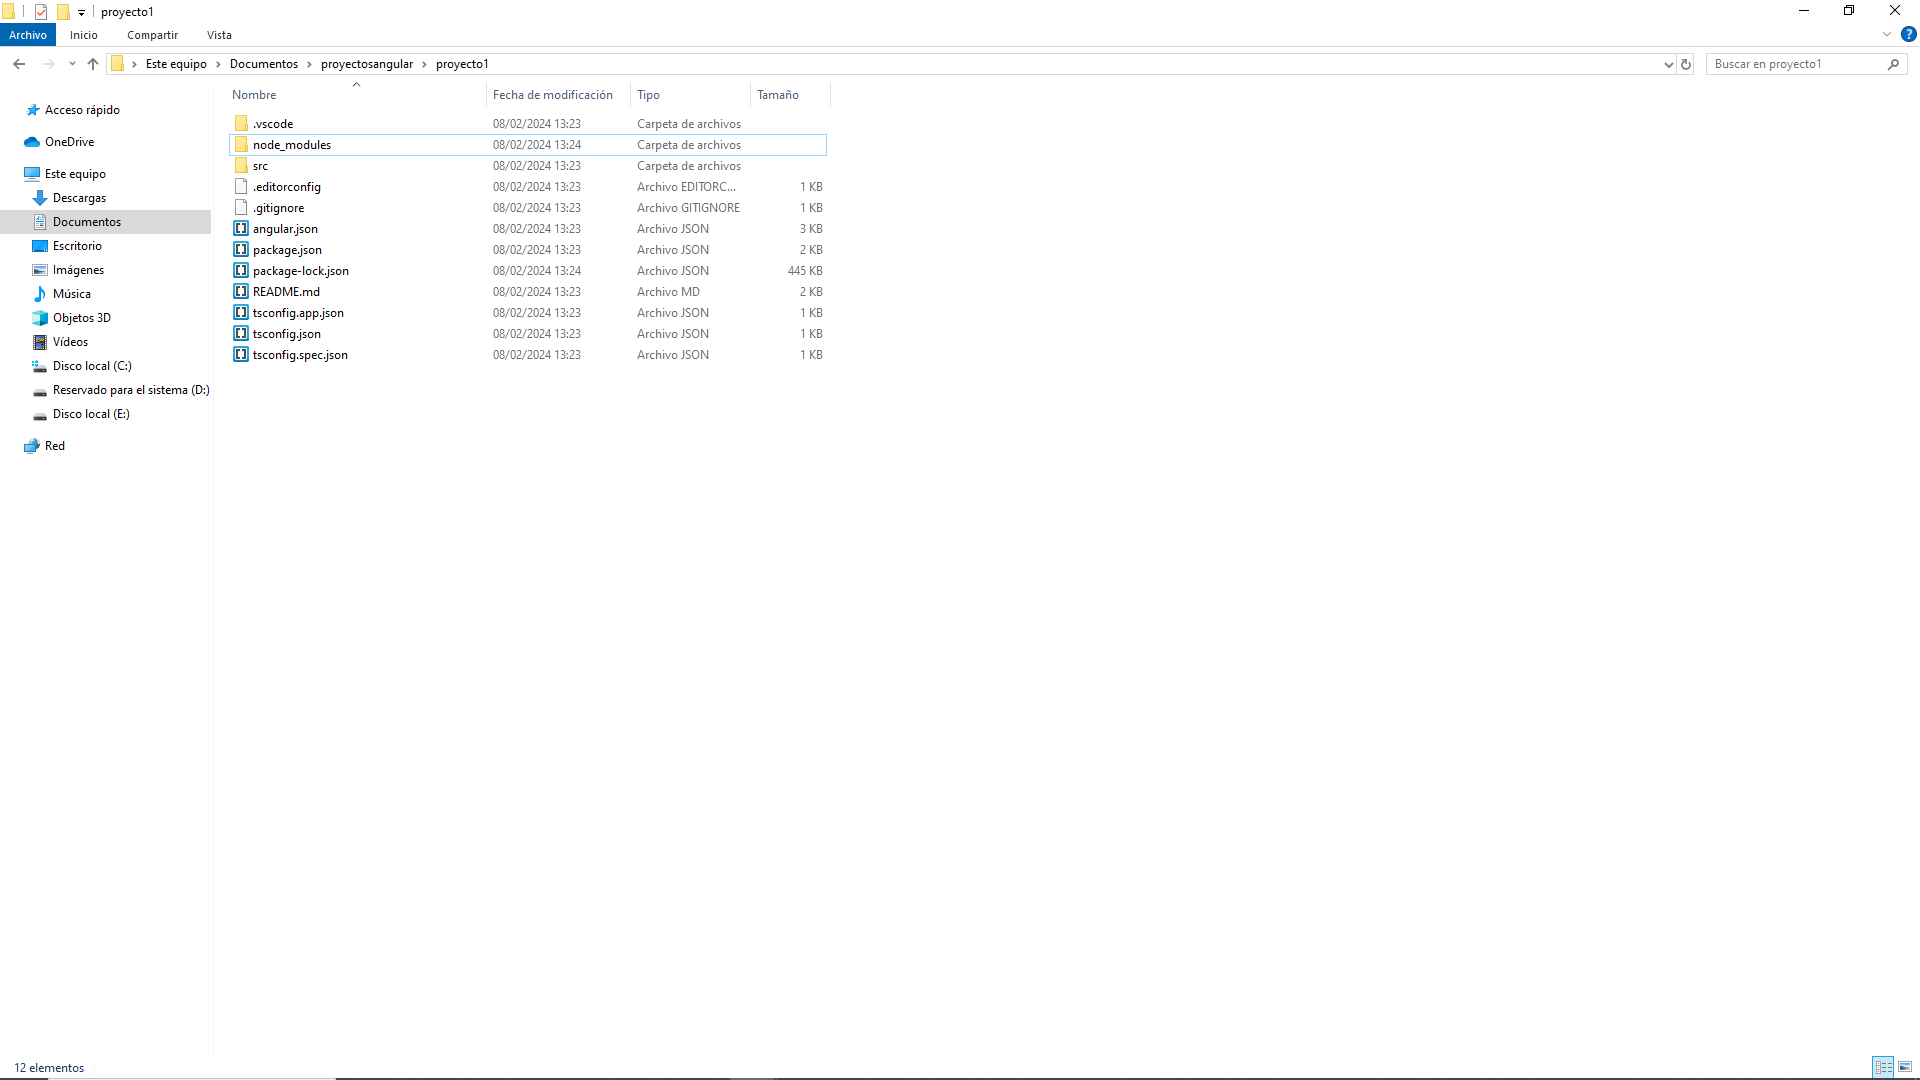 proyecto1
Archivo Inicio Compartir Vista
Este equipo Documentos proyectosangular proyecto1 Buscar en proyecto1
Nombre Fecha de modificación Tipo Tamaño
Acceso rápido
OneDrive
Este equipo
Descargas
Documentos
Escritorio
Imágenes
Música
Objetos 3D
Vídeos
Disco local (C:)
Reservado para el sistema (D:)
Disco local (E:)
Red
.vscode 08/02/2024 13:23 Carpeta de archivos
node_modules 08/02/2024 13:24 Carpeta de archivos
src 08/02/2024 13:23 Carpeta de archivos
.editorconfig 08/02/2024 13:23 Archivo EDITORC... 1 KB
.gitignore 08/02/2024 13:23 Archivo GITIGNORE 1 KB
angular.json 08/02/2024 13:23 Archivo JSON 3 KB
package.json 08/02/2024 13:23 Archivo JSON 2 KB
package-lock.json 08/02/2024 13:24 Archivo JSON 445 KB
README.md 08/02/2024 13:23 Archivo MD 2 KB
tsconfig.app.json 08/02/2024 13:23 Archivo JSON 1 KB
tsconfig.json 08/02/2024 13:23 Archivo JSON 1 KB
tsconfig.spec.json 08/02/2024 13:23 Archivo JSON 1 KB
12 elementos